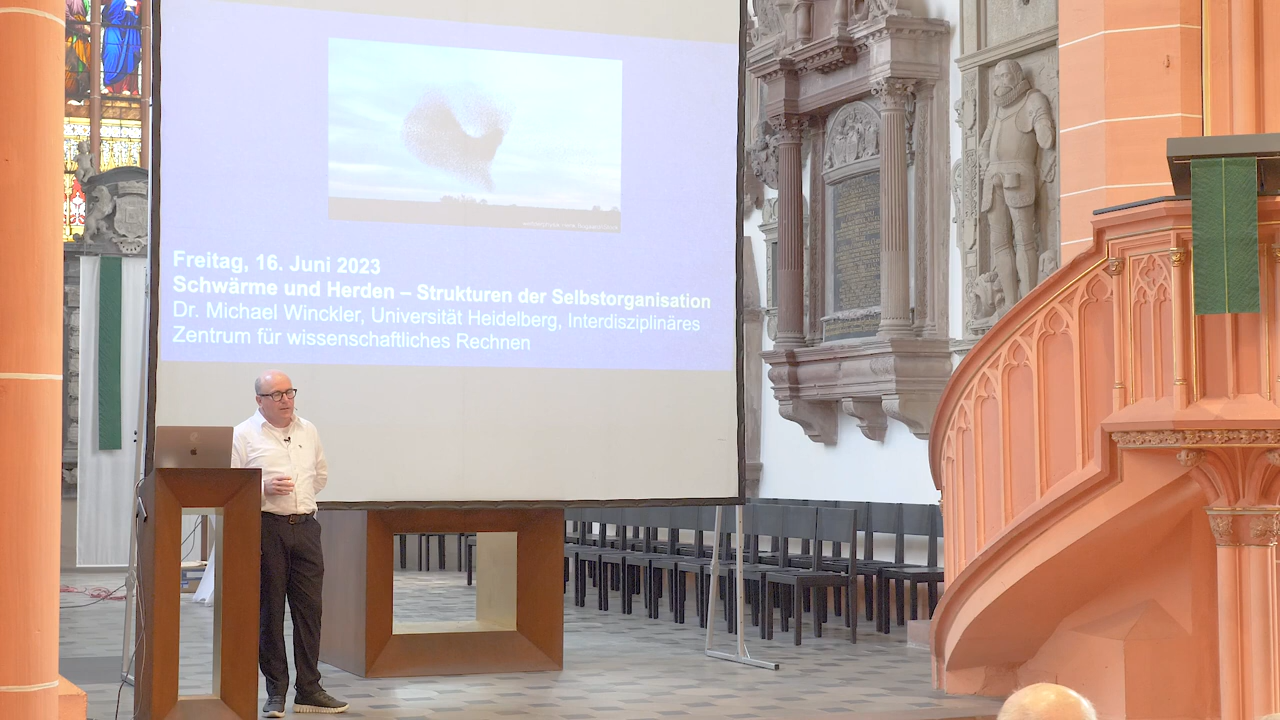 Freitag, 16. Juni 2023
Schwärme und Herden – Strukturen der Selbstorganisation
Dr. Michael Winckler, Universität Heidelberg, Interdisziplinäres
Zentrum für wissenschaftliches Rechnen